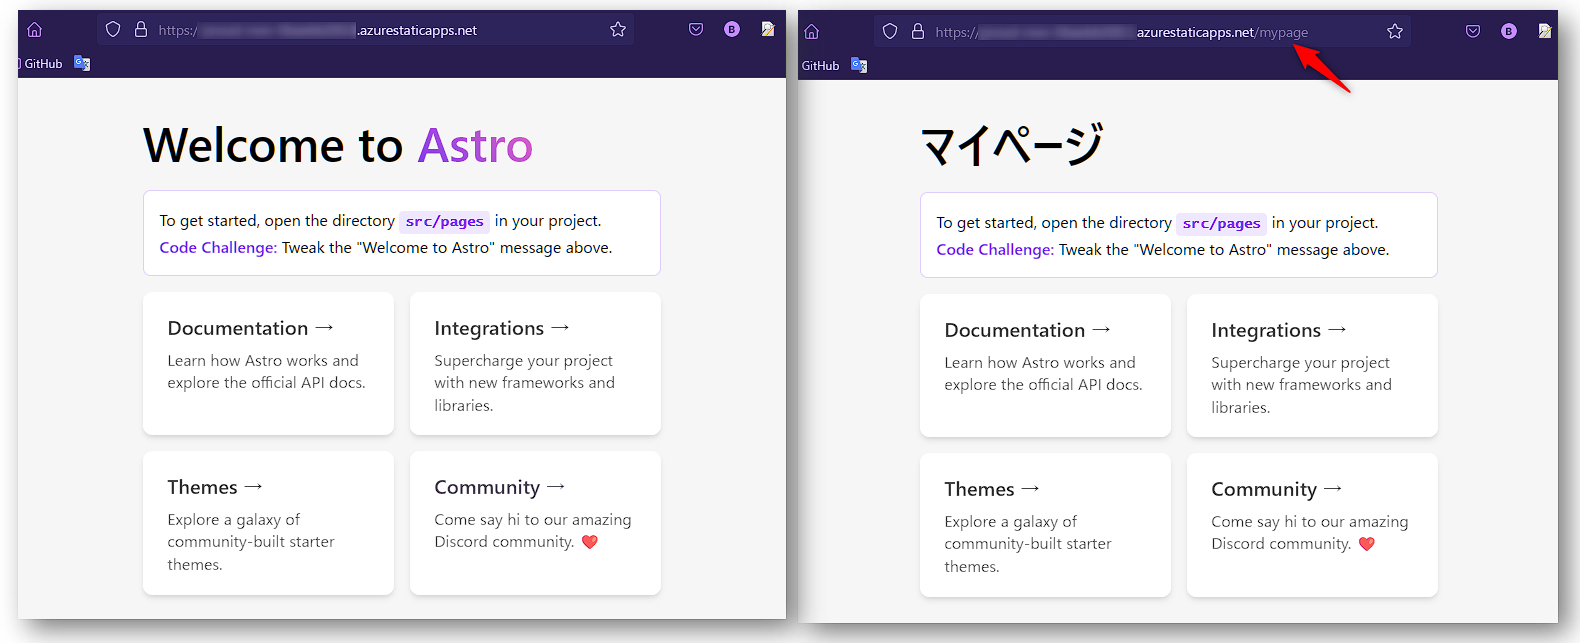 https:/ .azurestaticapps.net
B
GitHub
G
Welcome to Astro
To get started, open the directory src/pages in your project.
Code Challenge: Tweak the "Welcome to Astro" message above.
Documentation →
Learn how Astro works and
explore the official API docs.
Integrations →
Supercharge your project
with new frameworks and
libraries.
Themes →
Explore a galaxy of
community-built starter
themes.
Community →
Come say hi to our amazing
Discord community. ❤️
https:/ azurestaticapps.net/mypage
B
GitHub
G
マイページ
To get started, open the directory src/pages in your project.
Code Challenge: Tweak the "Welcome to Astro" message above.
Documentation →
Learn how Astro works and
explore the official API docs.
Integrations →
Supercharge your project
with new frameworks and
libraries.
Themes →
Explore a galaxy of
community-built starter
themes.
Community →
Come say hi to our amazing
Discord community. ❤️